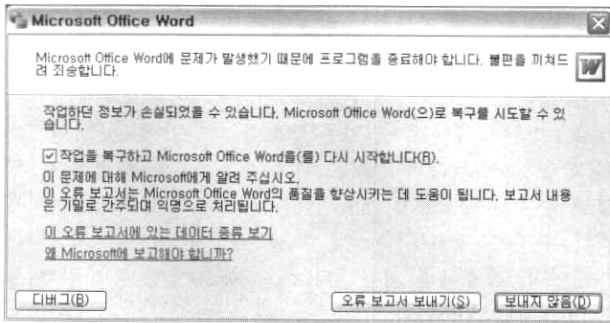 Microsoft Office Word
Microsoft Office Word에 문제가 발생했기 때문에 프로그램을 종료해야 합니다. 불편을 끼쳐드
려 죄송합니다.
작업하던 정보가 손실되었을 수 있습니다. Microsoft Office Word(으)로 복구를 시도할 수 있
습니다.
작업을 복구하고 Microsoft Office Word을(를) 다시 시작합니다(R).
이 문제에 대해 Microsoft에게 알려 주십시오.
이 오류 보고서는 Microsoft Office Word의 품질을 향상시키는 데 도움이 됩니다. 보고서 내용
은 기밀로 간주되며 익명으로 처리됩니다.
이 오류 보고서에 있는 데이터 종류 보기
왜 Microsoft에 보고해야 합니까?
디버그(B) 오류 보고서 보내기(S) 보내지 않음(D)